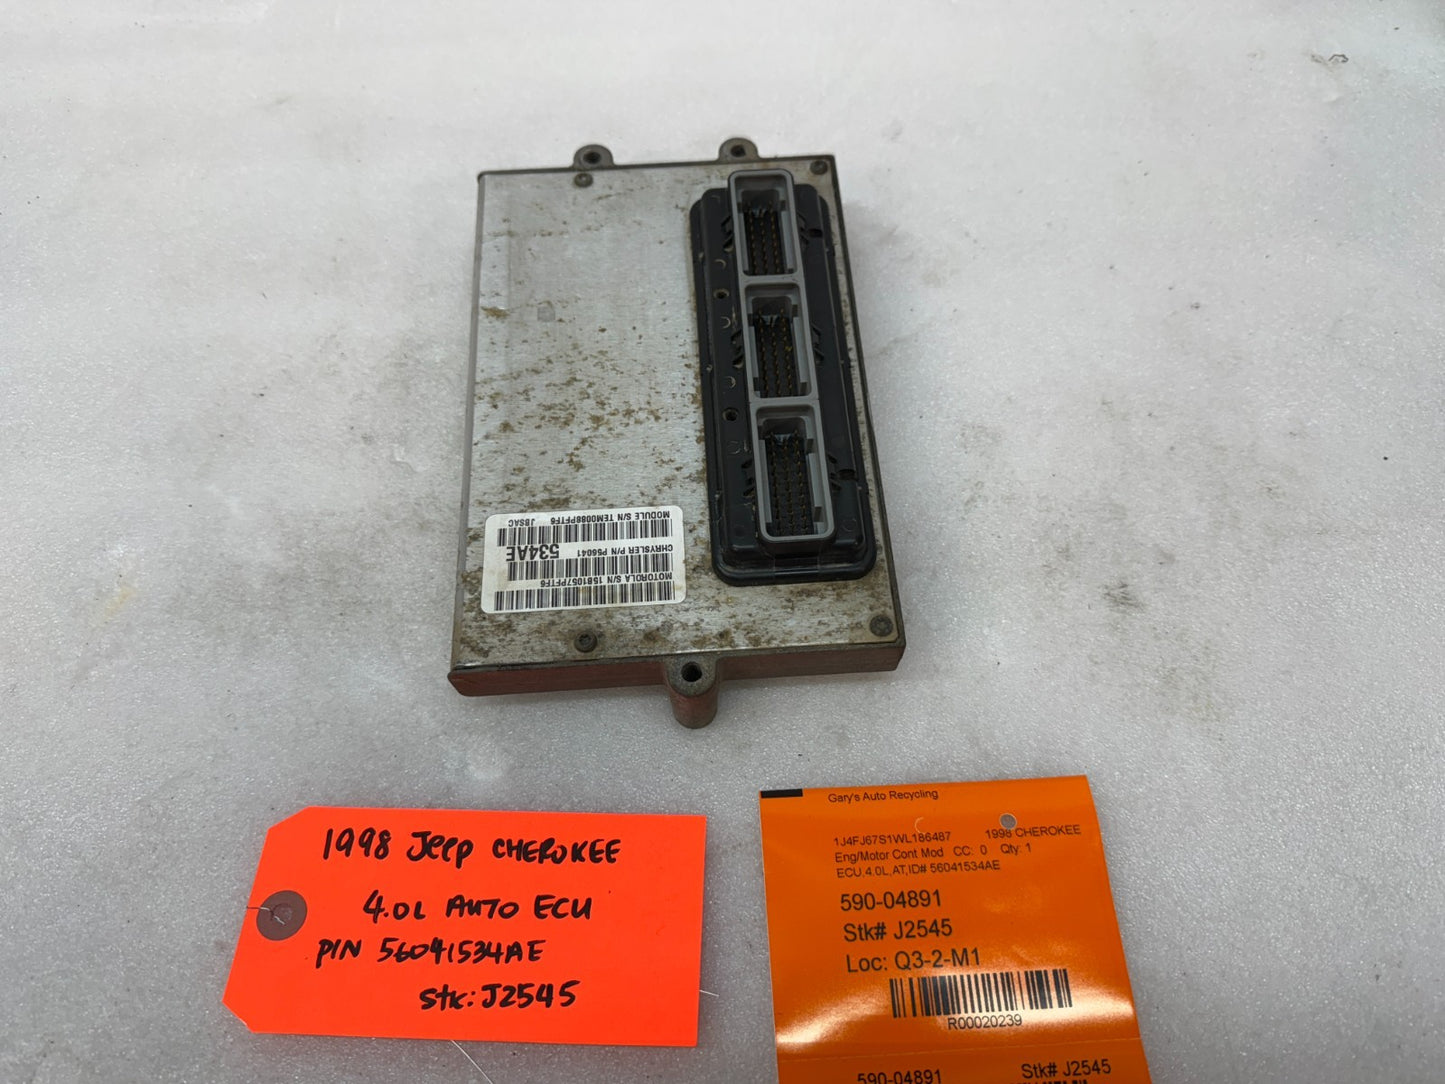 MOTOROLA S/N 1581057PFTF6
CHRYSLER P/N P56041 534AE
MODULE S/N TEM0088PFTF6 JBSAC
1998 Jeep CHEROKEE
4.0L AUTO ECU
P/N 56041534AE
Stk: J2545
Gary's Auto Recycling
1J4FJ67S1WL186487 1998 CHEROKEE
Eng/Motor Cont Mod CC: 0 Qty: 1
ECU,4.0L,AT,ID# 56041534AE
590-04891
Stk# J2545
Loc: Q3-2-M1
R00020239
590-04891 Stk# J2545